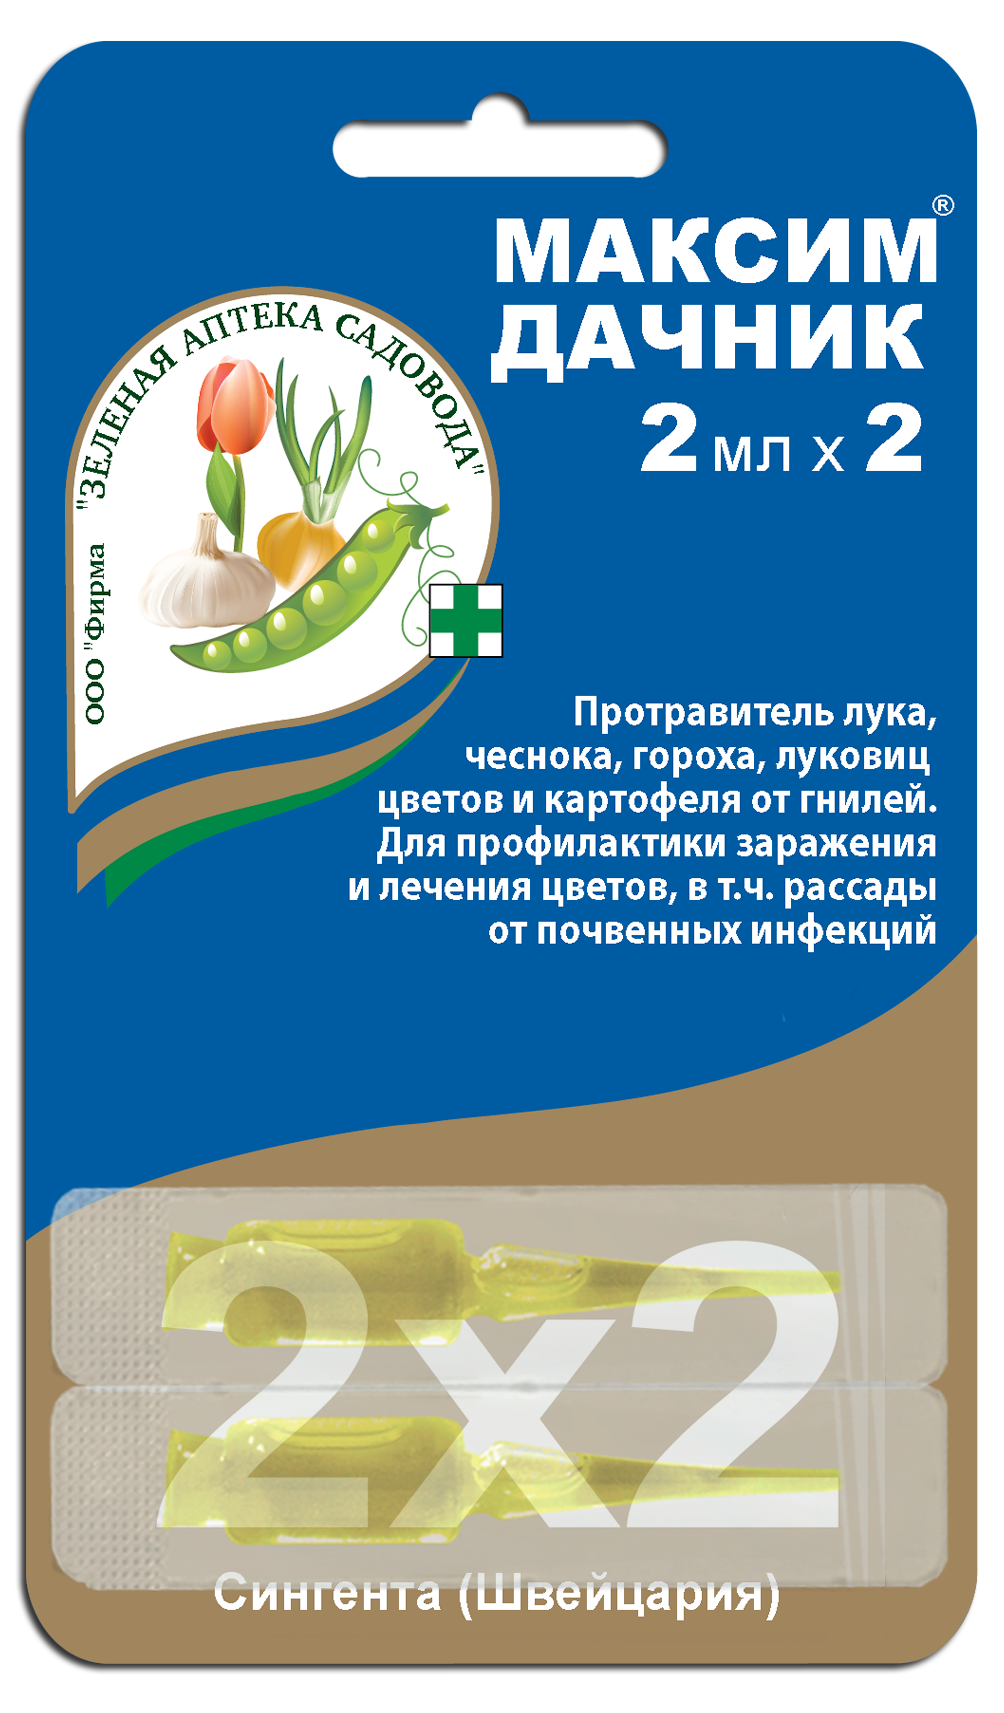 МАКСИМ®
ДАЧНИК
2 мл х 2
"ЗЕЛЕНАЯ АПТЕКА САДОВОДА"
ООО "Фирма
Протравитель лука,
чеснока, гороха, луковиц
цветов и картофеля от гнилей.
Для профилактики заражения
и лечения цветов, в т.ч. рассады
от почвенных инфекций
2х2
Сингента (Швейцария)